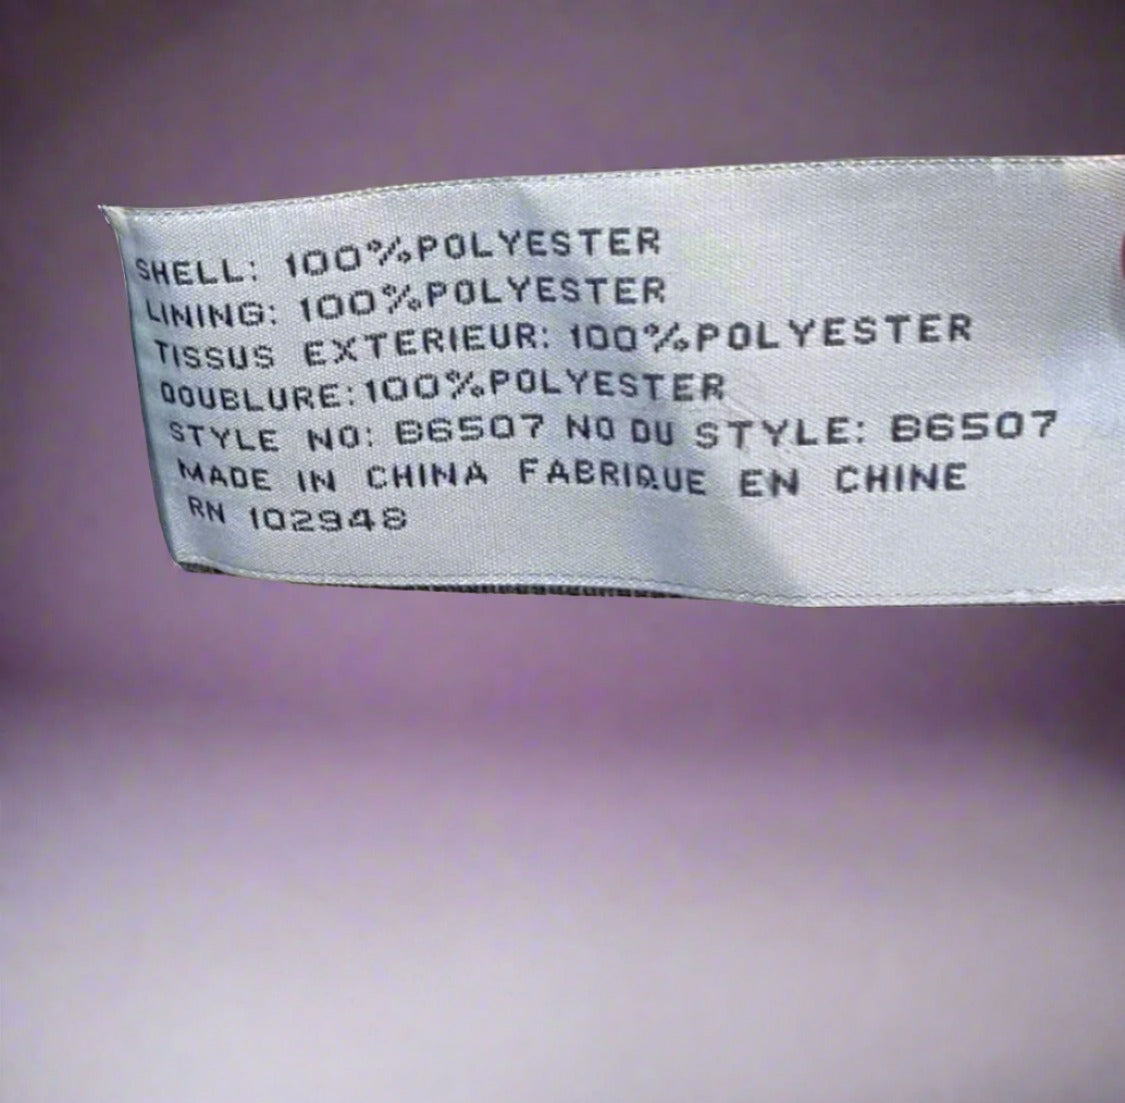 SHELL: 100%POLYESTER
LINING: 100%POLYESTER
TISSUS EXTERIEUR: 100%POLYESTER
DOUBLURE:100%POLYESTER
STYLE NO: B6507 NO DU STYLE: B6507
MADE IN CHINA FABRIQUE EN CHINE
RN 102948